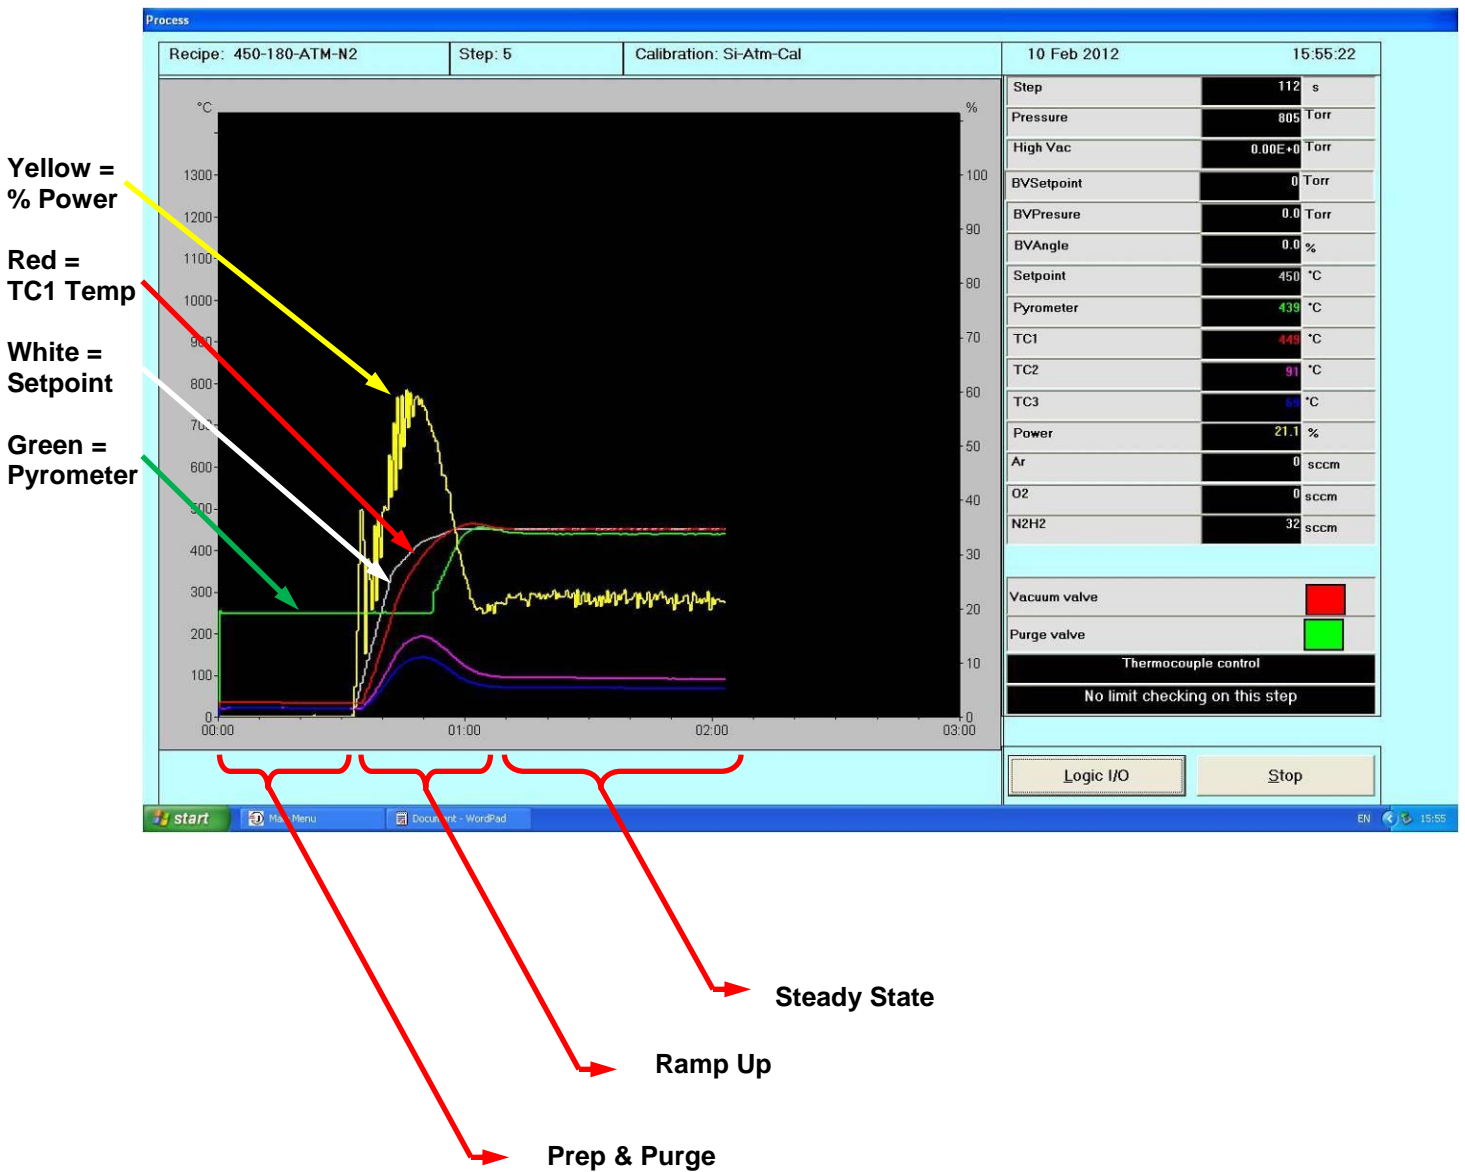 Process
Recipe: 450-180-ATM-N2
Step: 5
Calibration: Si-Atm-Cal
10 Feb 2012
15:55:22
Yellow =
% Power
Red =
TC1 Temp
White =
Setpoint
Green =
Pyrometer
°C
1300
1200
1100
1000
900
800
700
600
500
400
300
200
100
0
%
100
90
80
70
60
50
40
30
20
10
0
00:00
01:00
02:00
03:00
Step 112 s
Pressure 805 Torr
High Vac 0.00E+0 Torr
BVSetpoint 0 Torr
BVPresure 0.0 Torr
BVAngle 0.0 %
Setpoint 450 °C
Pyrometer 439 °C
TC1 449 °C
TC2 91 °C
TC3 69 °C
Power 21.1 %
Ar 0 sccm
O2 0 sccm
N2H2 32 sccm
Vacuum valve
Purge valve
Thermocouple control
No limit checking on this step
Logic I/O
Stop
start
Main Menu
Document - WordPad
EN
15:55
Steady State
Ramp Up
Prep & Purge